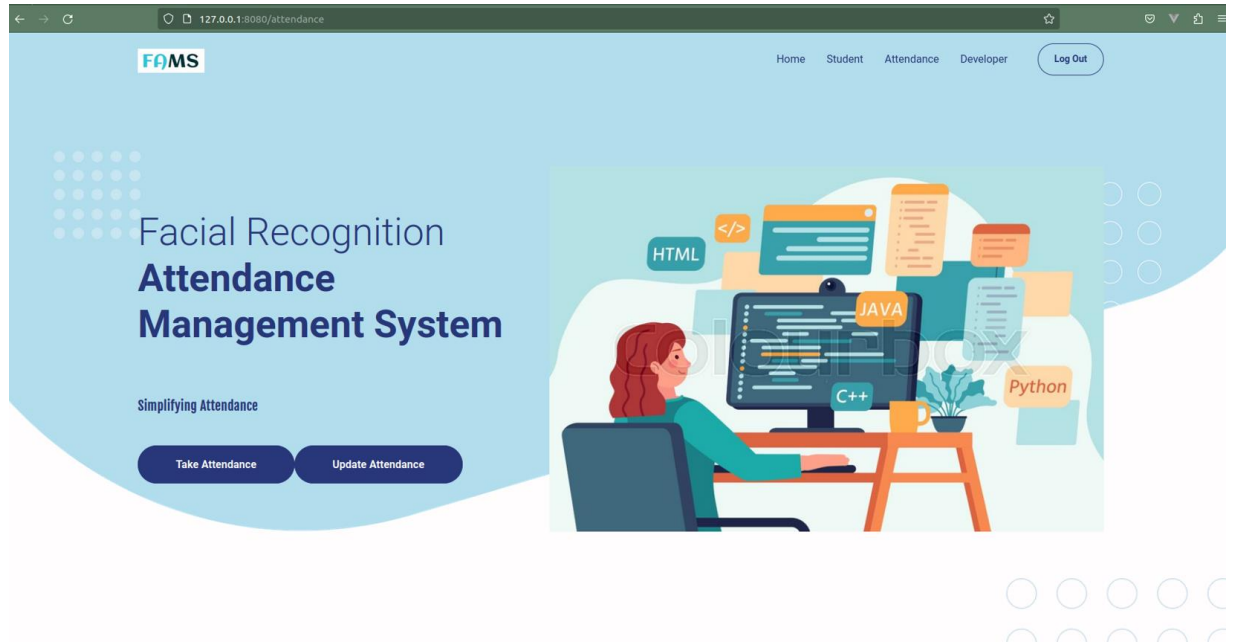 127.0.0.1:8080/attendance
FAMS
Home Student Attendance Developer Log Out
Facial Recognition
Attendance
Management System
Simplifying Attendance
Take Attendance Update Attendance
</>
HTML
JAVA
Colourbox
Python
C++